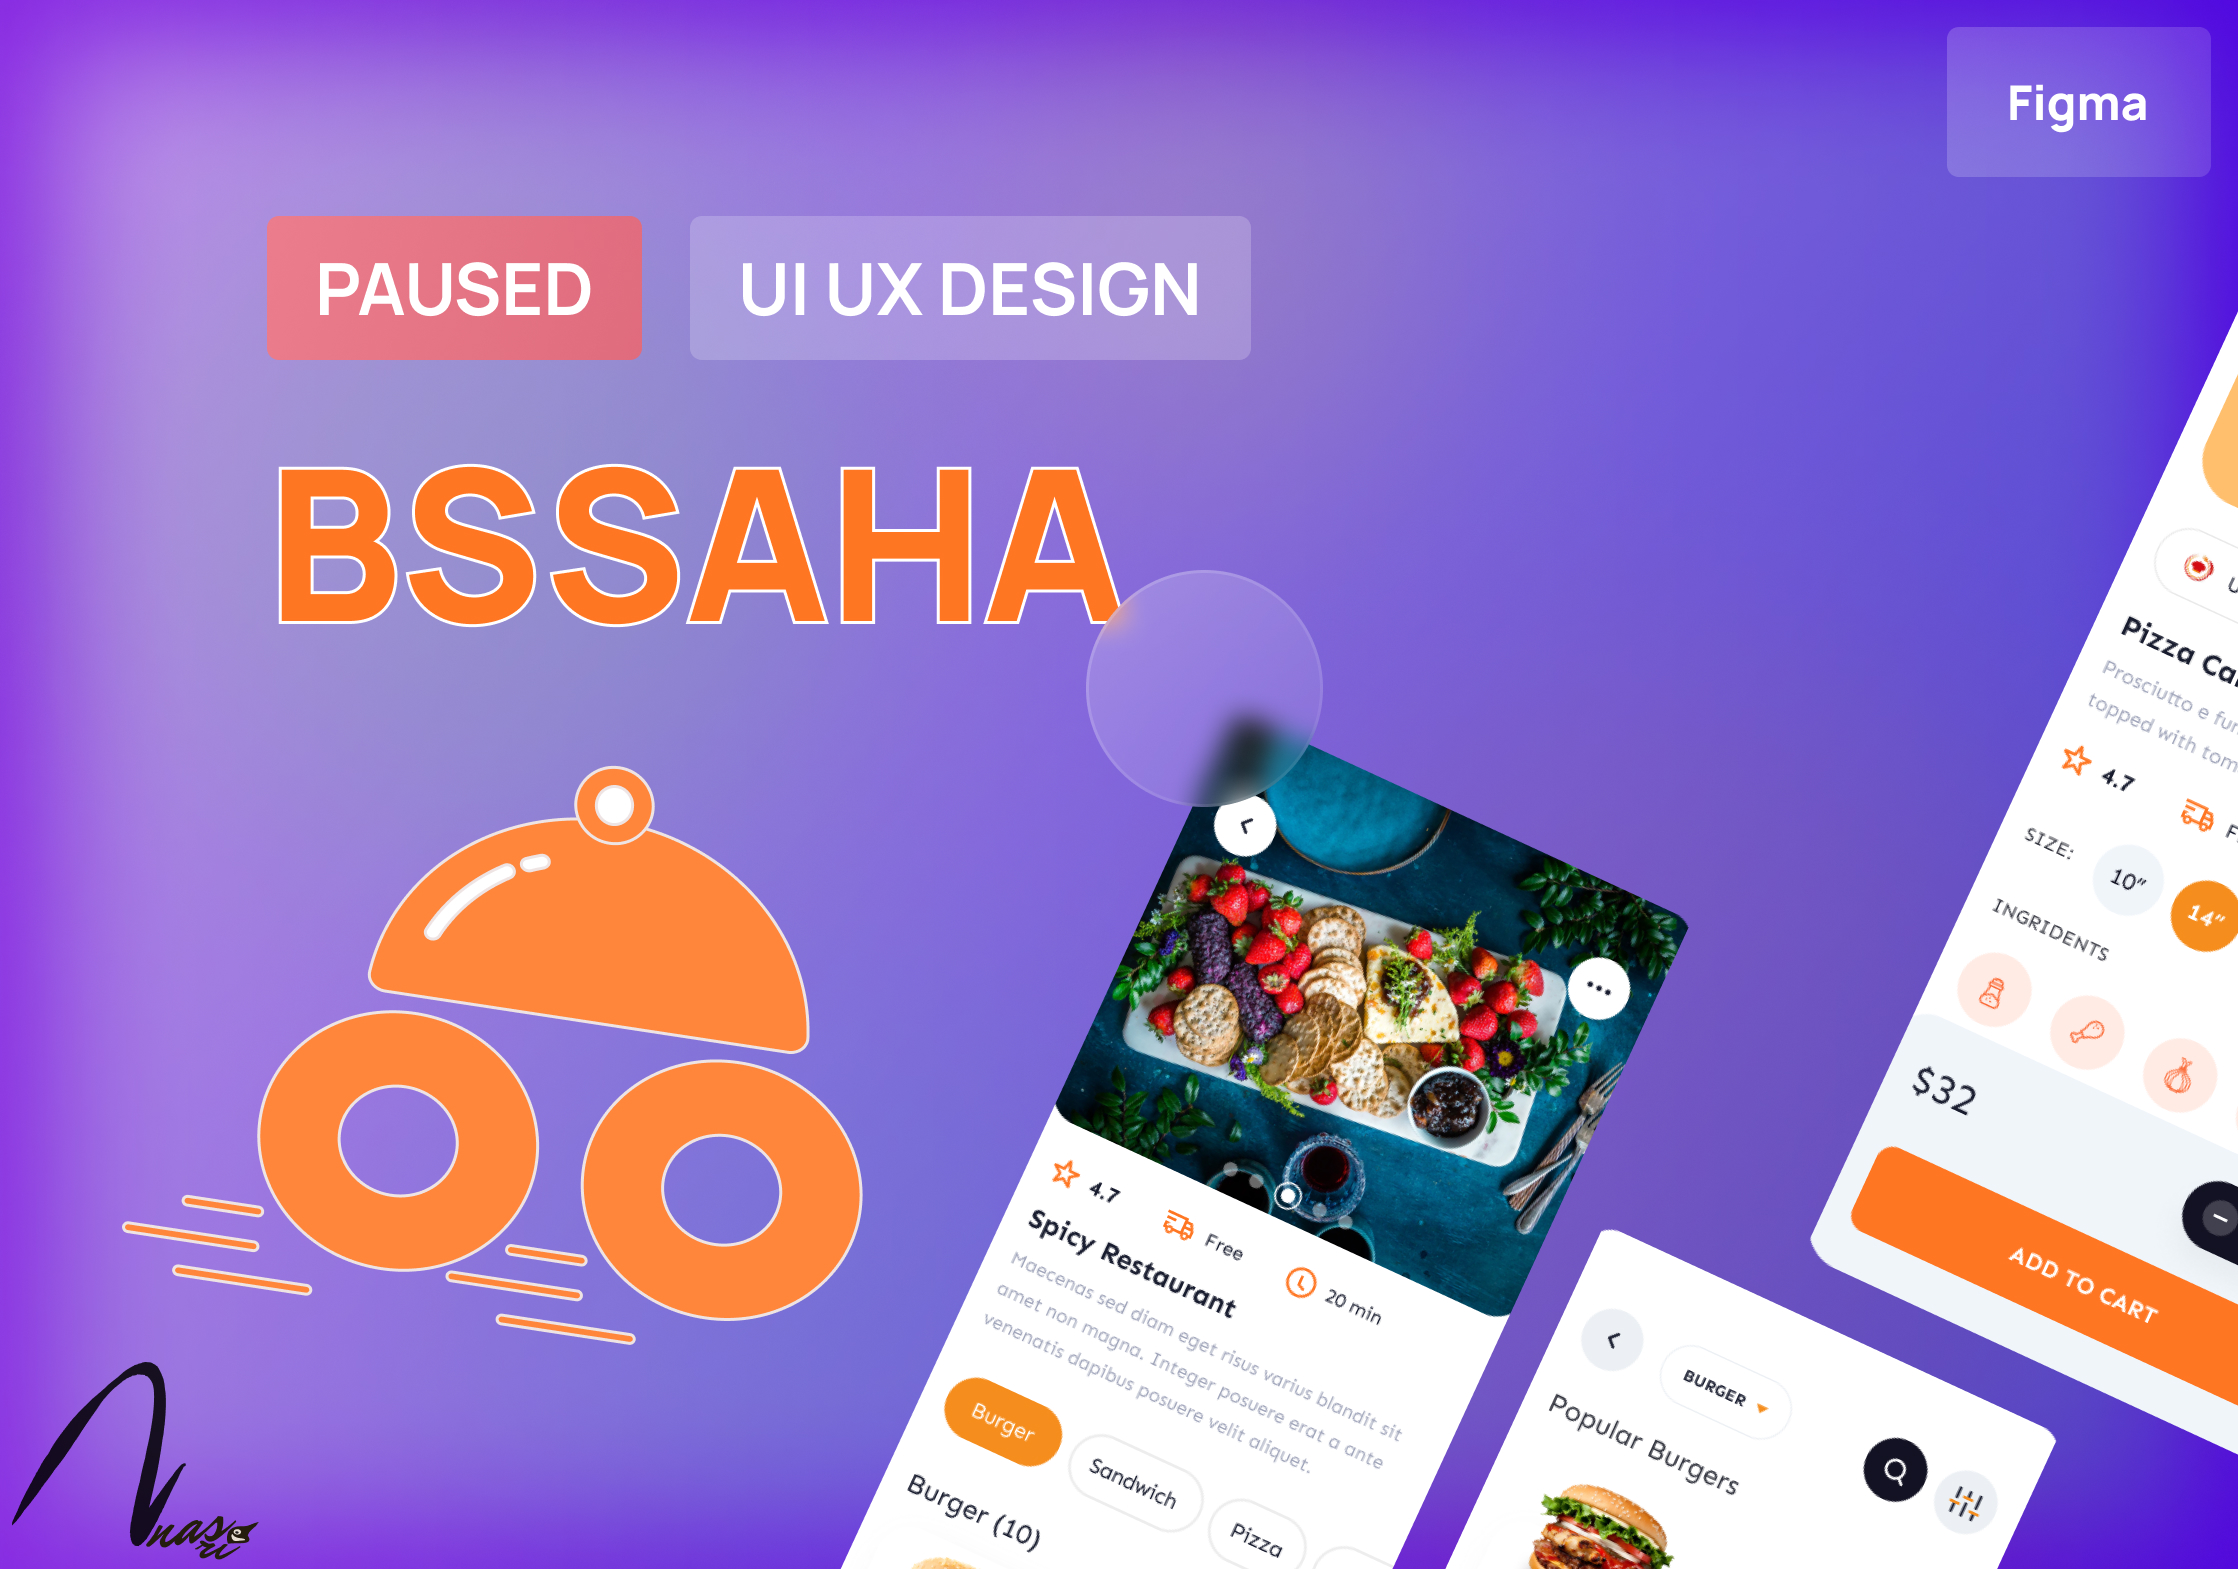 Figma
PAUSED
UI UX DESIGN
BSSAHA
4.7
Free
20 min
Spicy Restaurant
Maecenas sed diam eget risus varius blandit sit
amet non magna. Integer posuere erat a ante
venenatis dapibus posuere velit aliquet.
Burger
Sandwich
Pizza
Burger (10)
BURGER
Popular Burgers
Pizza
Prosciutto e
topped with
4.7
SIZE:
10"
14"
INGRIDENTS
$32
ADD TO CART
nasri